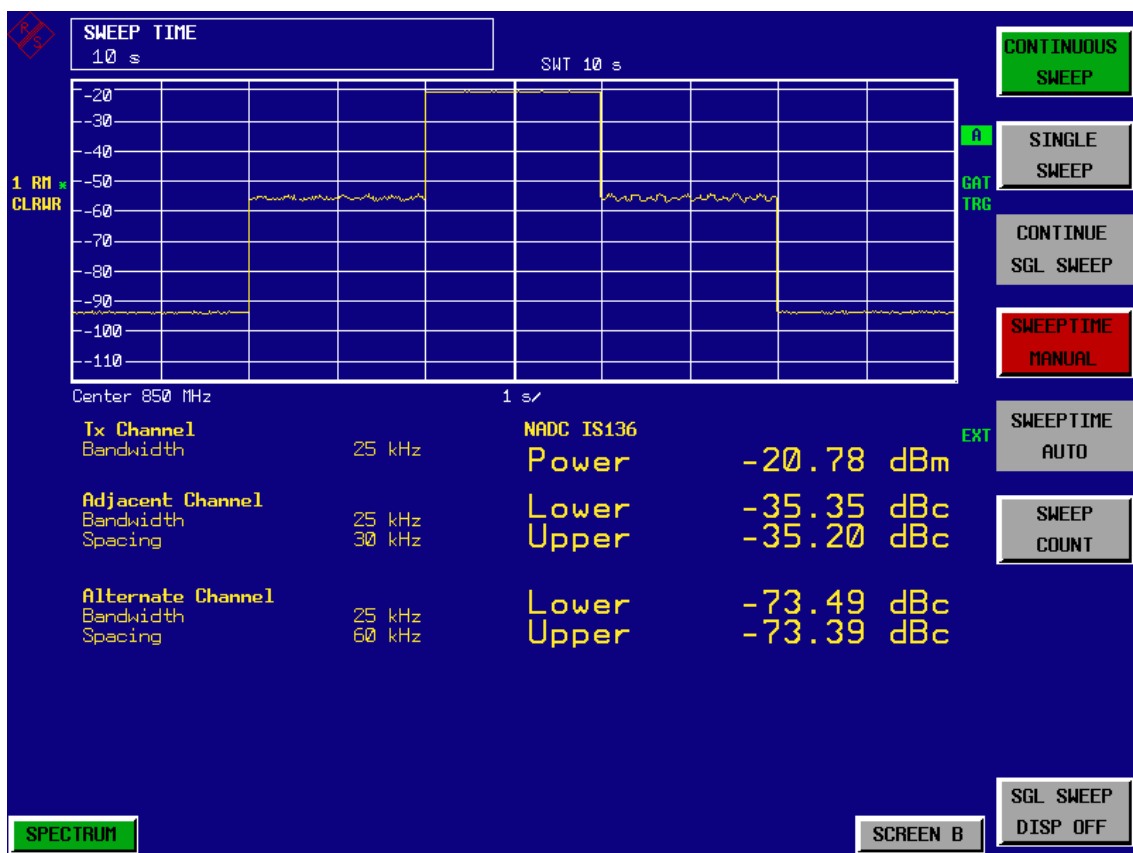 R S
SWEEP TIME
10 s
SWT 10 s
-20
-30
-40
-50
-60
-70
-80
-90
-100
-110
1 RM *
CLRWR
A
GAT
TRG
EXT
Center 850 MHz
1 s/
Tx Channel
Bandwidth 25 kHz
NADC IS136
Power -20.78 dBm
Adjacent Channel
Bandwidth 25 kHz
Spacing 30 kHz
Lower -35.35 dBc
Upper -35.20 dBc
Alternate Channel
Bandwidth 25 kHz
Spacing 60 kHz
Lower -73.49 dBc
Upper -73.39 dBc
CONTINUOUS
SWEEP
SINGLE
SWEEP
CONTINUE
SGL SWEEP
SWEEPTIME
MANUAL
SWEEPTIME
AUTO
SWEEP
COUNT
SGL SWEEP
DISP OFF
SPECTRUM
SCREEN B